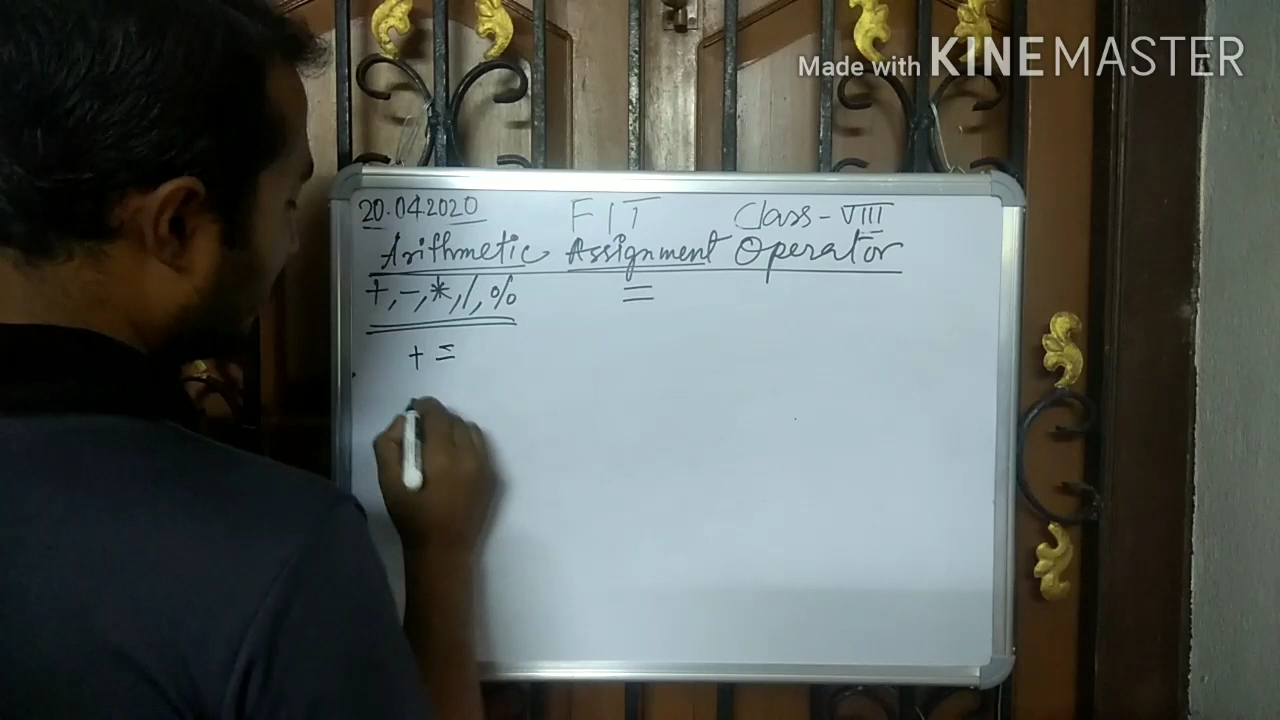 Made with KINEMASTER
20.04.2020 FIT Class-VIII
Arithmetic Assignment Operator
+,-,*,/,% =
+ =